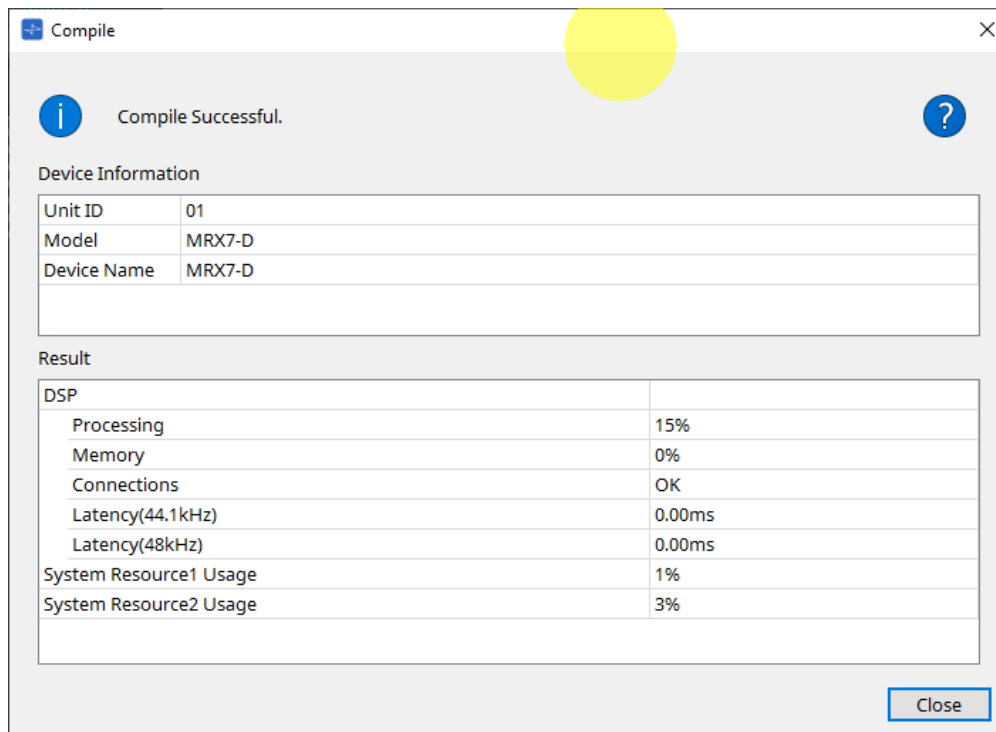 Compile
Compile Successful.
Device Information
Unit ID 01
Model MRX7-D
Device Name MRX7-D
Result
DSP
Processing 15%
Memory 0%
Connections OK
Latency(44.1kHz) 0.00ms
Latency(48kHz) 0.00ms
System Resource1 Usage 1%
System Resource2 Usage 3%
Close